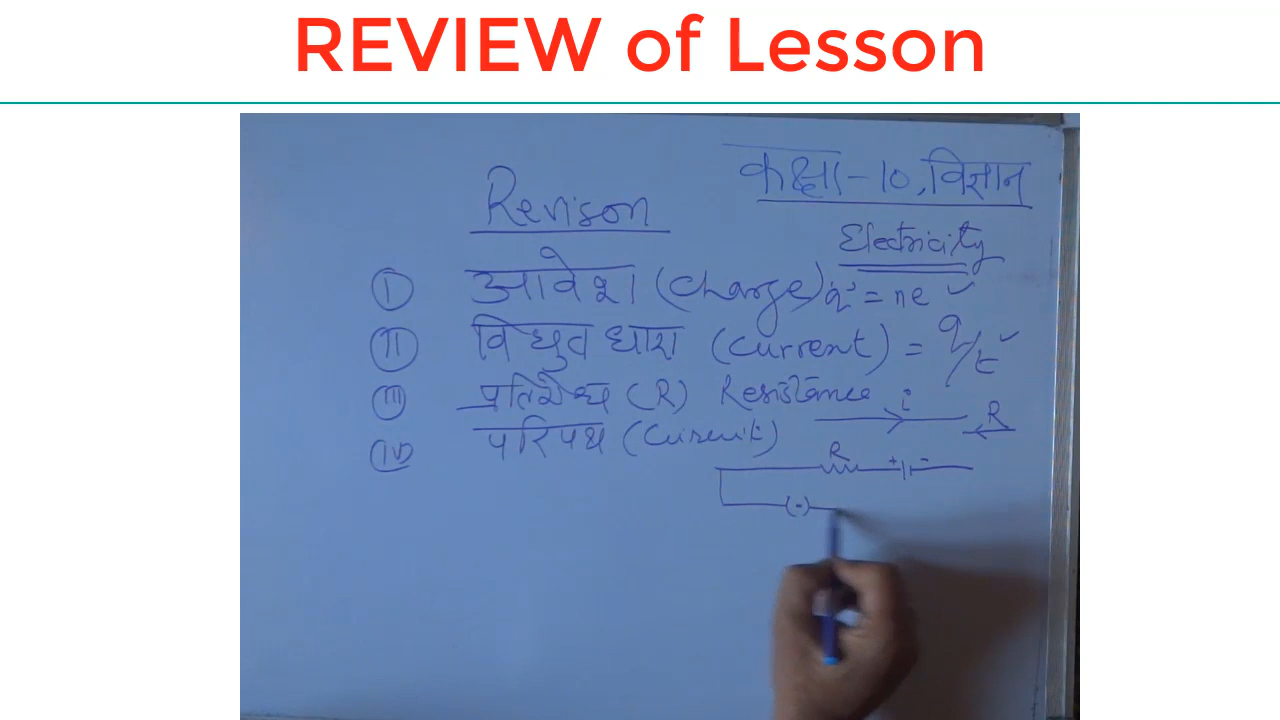 REVIEW of Lesson
कक्षा-10, विज्ञान
Revison
Electricity
I आवेश (Charge) q = ne ✓
II विधुत धारा (Current) = q/t ✓
III प्रतिरोध (R) Resistance i R
IV परिपथ (Circuit)
R + -